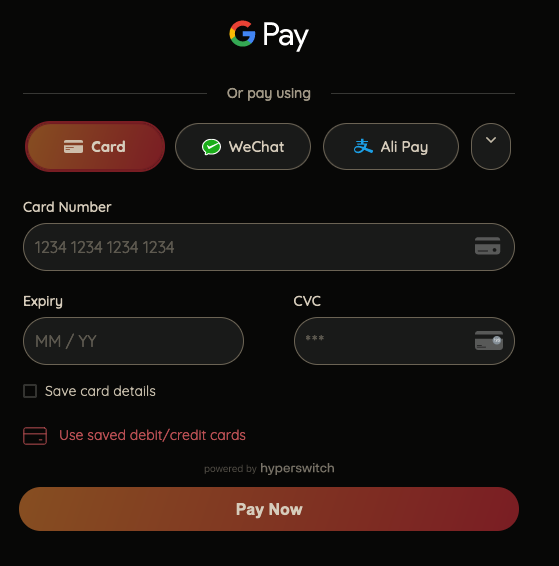 G Pay
Or pay using
Card WeChat Ali Pay
Card Number
1234 1234 1234 1234
Expiry CVC
MM / YY ***
Save card details
Use saved debit/credit cards
powered by hyperswitch
Pay Now